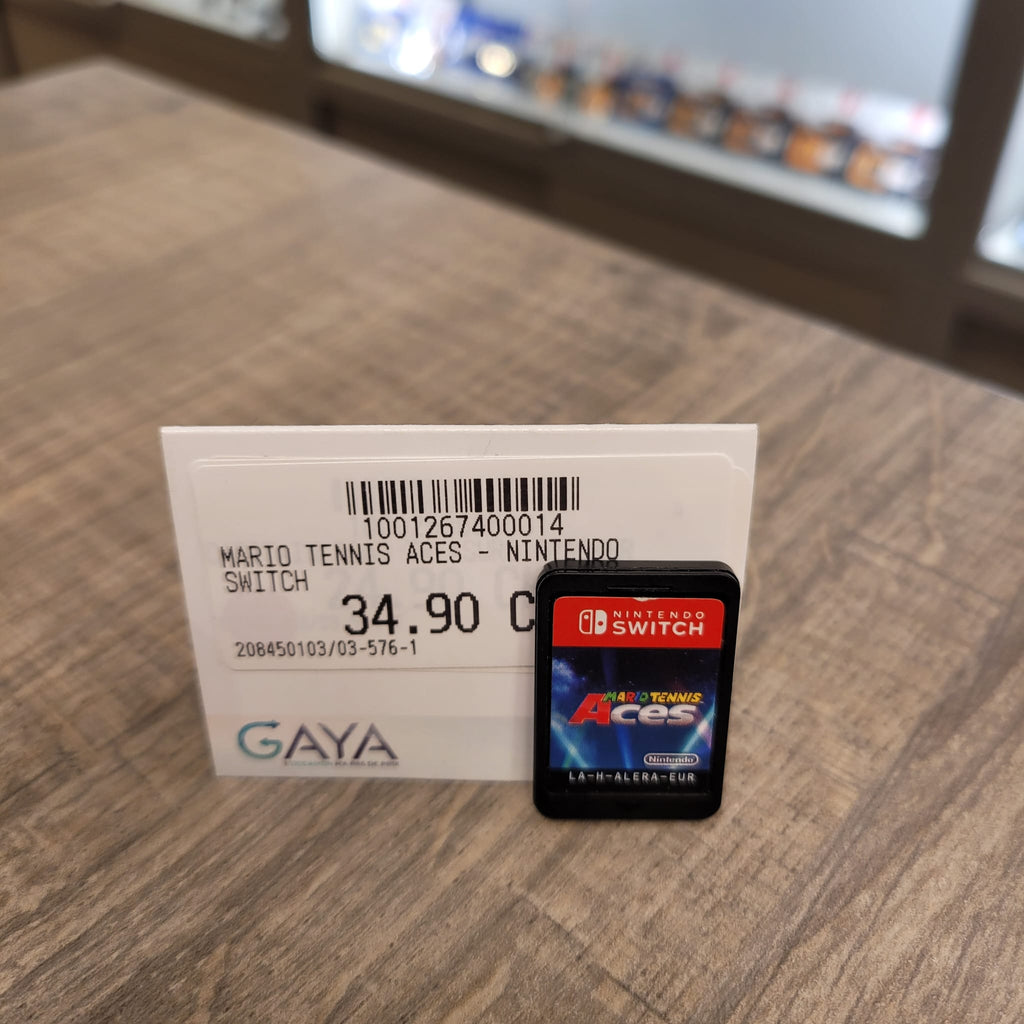 1001267400014
MARIO TENNIS ACES - NINTENDO
SWITCH
34.90 C
208450103/03-576-1
GAYA
NINTENDO
SWITCH
MARIO TENNIS
Aces
Nintendo
LA-H-ALERA-EUR